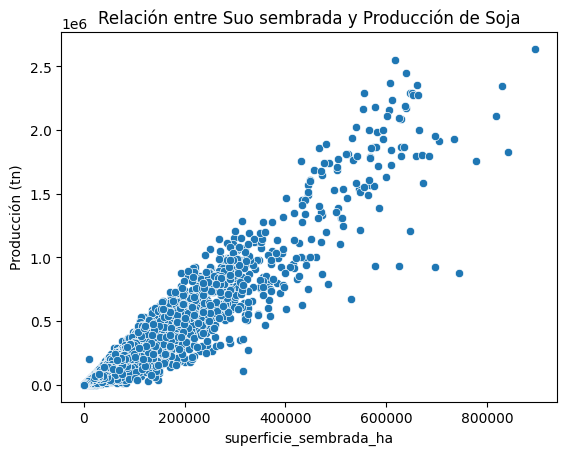 Relación entre Suo sembrada y Producción de Soja
1e6
2.5
2.0
1.5
1.0
0.5
0.0
Producción (tn)
0 200000 400000 600000 800000
superficie_sembrada_ha